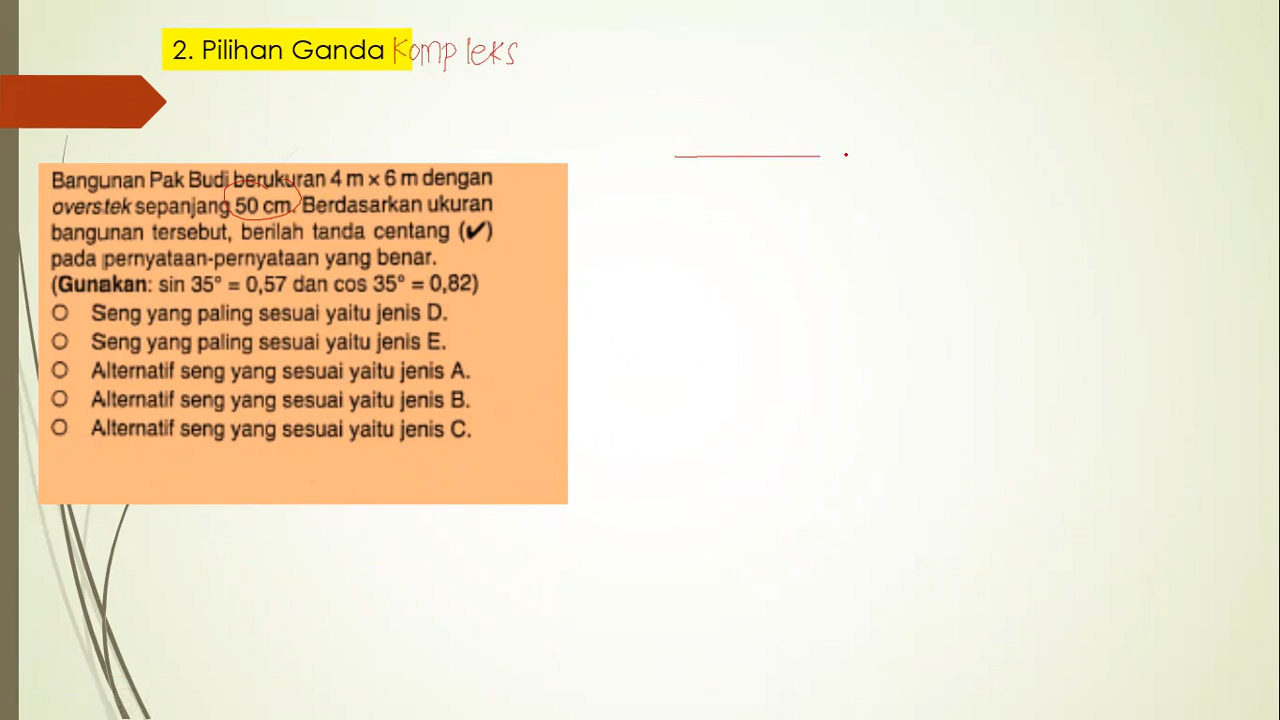 2. Pilihan Ganda Kompleks
Bangunan Pak Budi berukuran 4 m × 6 m dengan
overstek sepanjang 50 cm. Berdasarkan ukuran
bangunan tersebut, berilah tanda centang (✔)
pada pernyataan-pernyataan yang benar.
(Gunakan: sin 35° = 0,57 dan cos 35° = 0,82)
○ Seng yang paling sesuai yaitu jenis D.
○ Seng yang paling sesuai yaitu jenis E.
○ Alternatif seng yang sesuai yaitu jenis A.
○ Alternatif seng yang sesuai yaitu jenis B.
○ Alternatif seng yang sesuai yaitu jenis C.